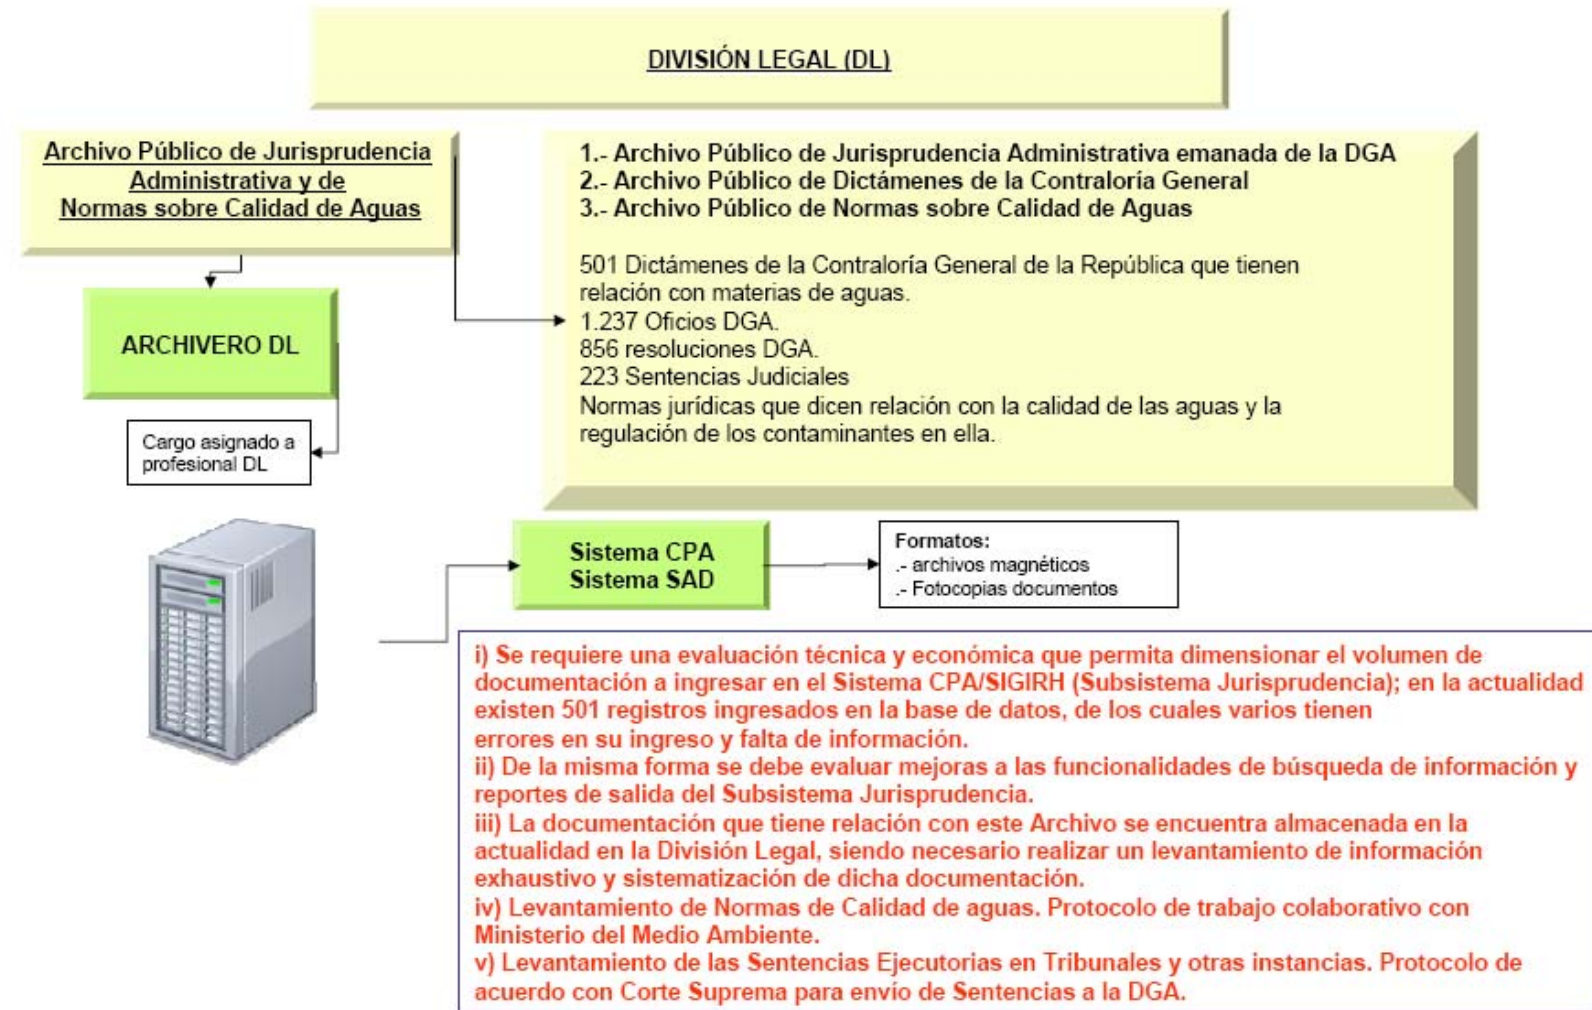 DIVISIÓN LEGAL (DL)
Archivo Público de Jurisprudencia
Administrativa y de
Normas sobre Calidad de Aguas
1.- Archivo Público de Jurisprudencia Administrativa emanada de la DGA
2.- Archivo Público de Dictámenes de la Contraloría General
3.- Archivo Público de Normas sobre Calidad de Aguas
501 Dictámenes de la Contraloría General de la República que tienen
relación con materias de aguas.
1.237 Oficios DGA.
856 resoluciones DGA.
223 Sentencias Judiciales
Normas jurídicas que dicen relación con la calidad de las aguas y la
regulación de los contaminantes en ella.
ARCHIVERO DL
Cargo asignado a
profesional DL
Sistema CPA
Sistema SAD
Formatos:
.- archivos magnéticos
.- Fotocopias documentos
i) Se requiere una evaluación técnica y económica que permita dimensionar el volumen de
documentación a ingresar en el Sistema CPA/SIGIRH (Subsistema Jurisprudencia); en la actualidad
existen 501 registros ingresados en la base de datos, de los cuales varios tienen
errores en su ingreso y falta de información.
ii) De la misma forma se debe evaluar mejoras a las funcionalidades de búsqueda de información y
reportes de salida del Subsistema Jurisprudencia.
iii) La documentación que tiene relación con este Archivo se encuentra almacenada en la
actualidad en la División Legal, siendo necesario realizar un levantamiento de información
exhaustivo y sistematización de dicha documentación.
iv) Levantamiento de Normas de Calidad de aguas. Protocolo de trabajo colaborativo con
Ministerio del Medio Ambiente.
v) Levantamiento de las Sentencias Ejecutorias en Tribunales y otras instancias. Protocolo de
acuerdo con Corte Suprema para envío de Sentencias a la DGA.